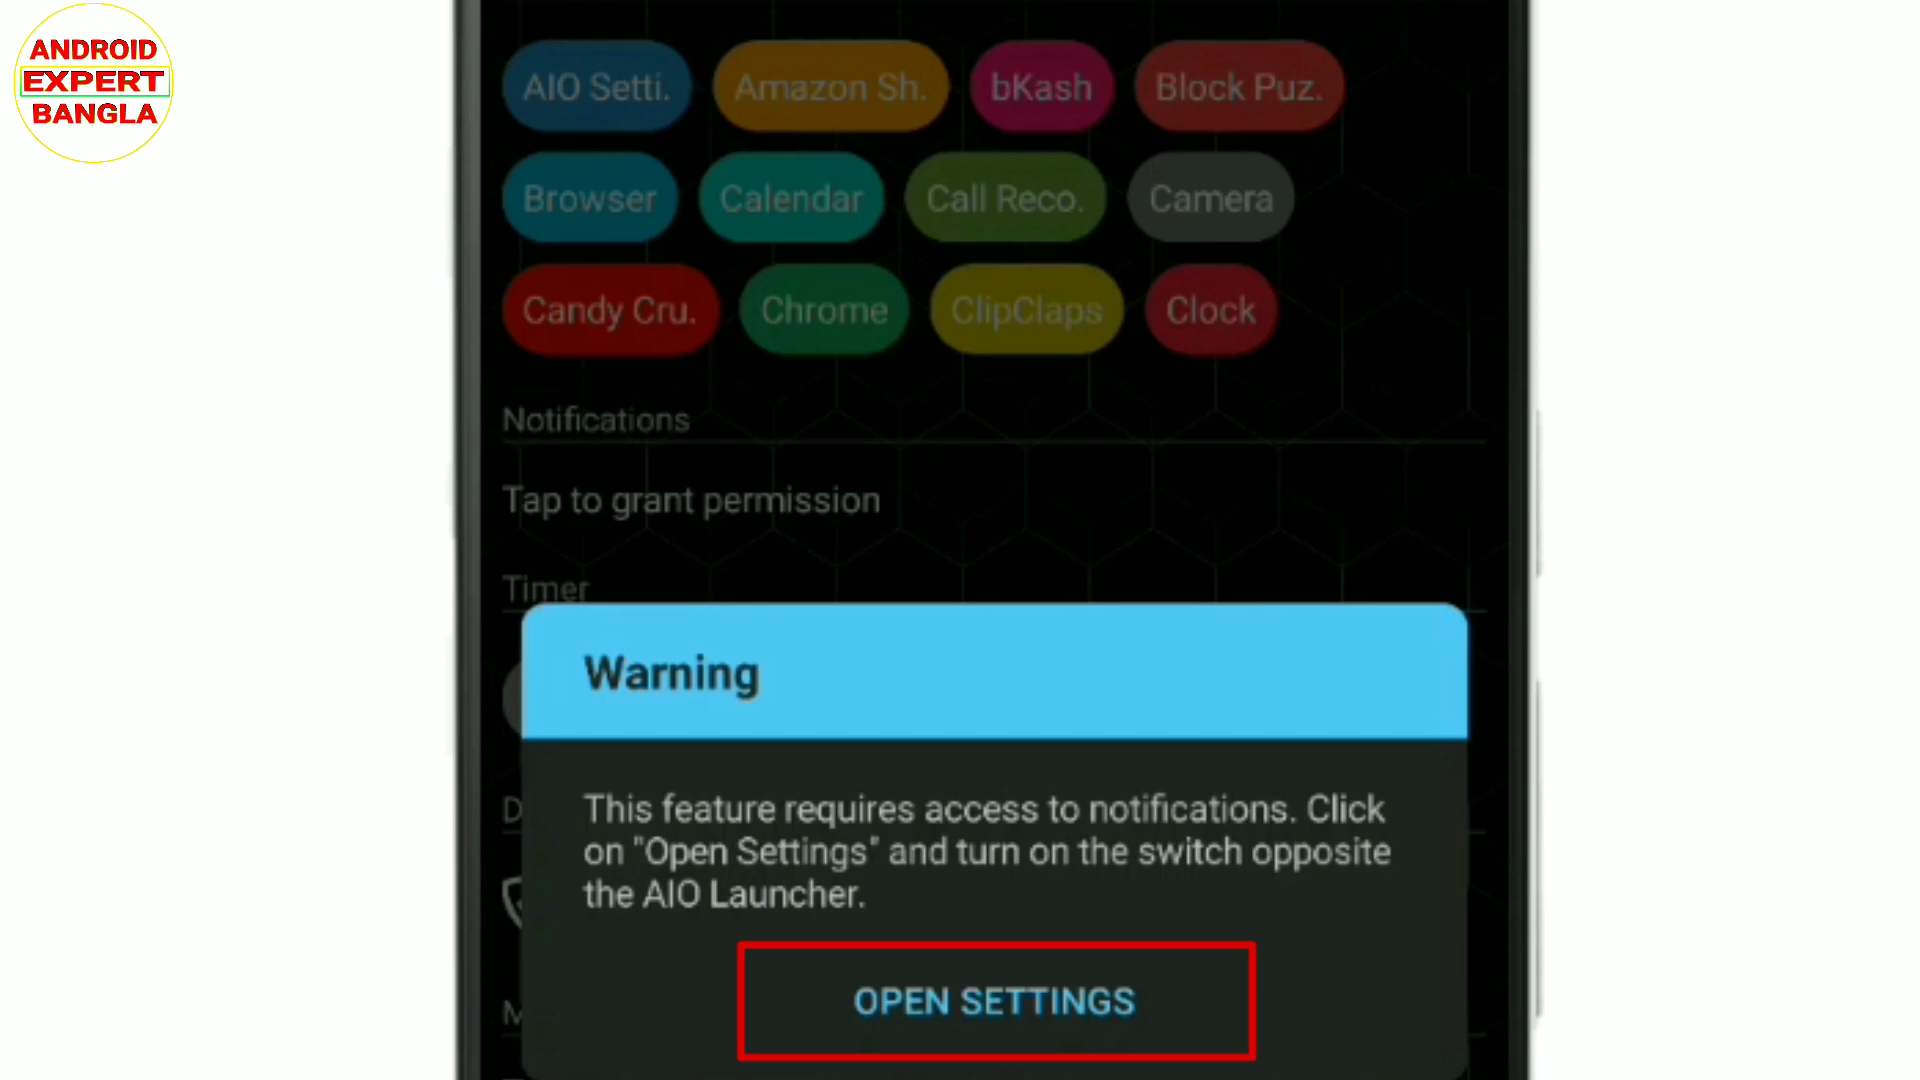 ANDROID
EXPERT
BANGLA
AIO Setti. Amazon Sh. bKash Block Puz.
Browser Calendar Call Reco. Camera
Candy Cru. Chrome ClipClaps Clock
Notifications
Tap to grant permission
Timer
Warning
D
This feature requires access to notifications. Click
on "Open Settings" and turn on the switch opposite
the AIO Launcher.
M
OPEN SETTINGS